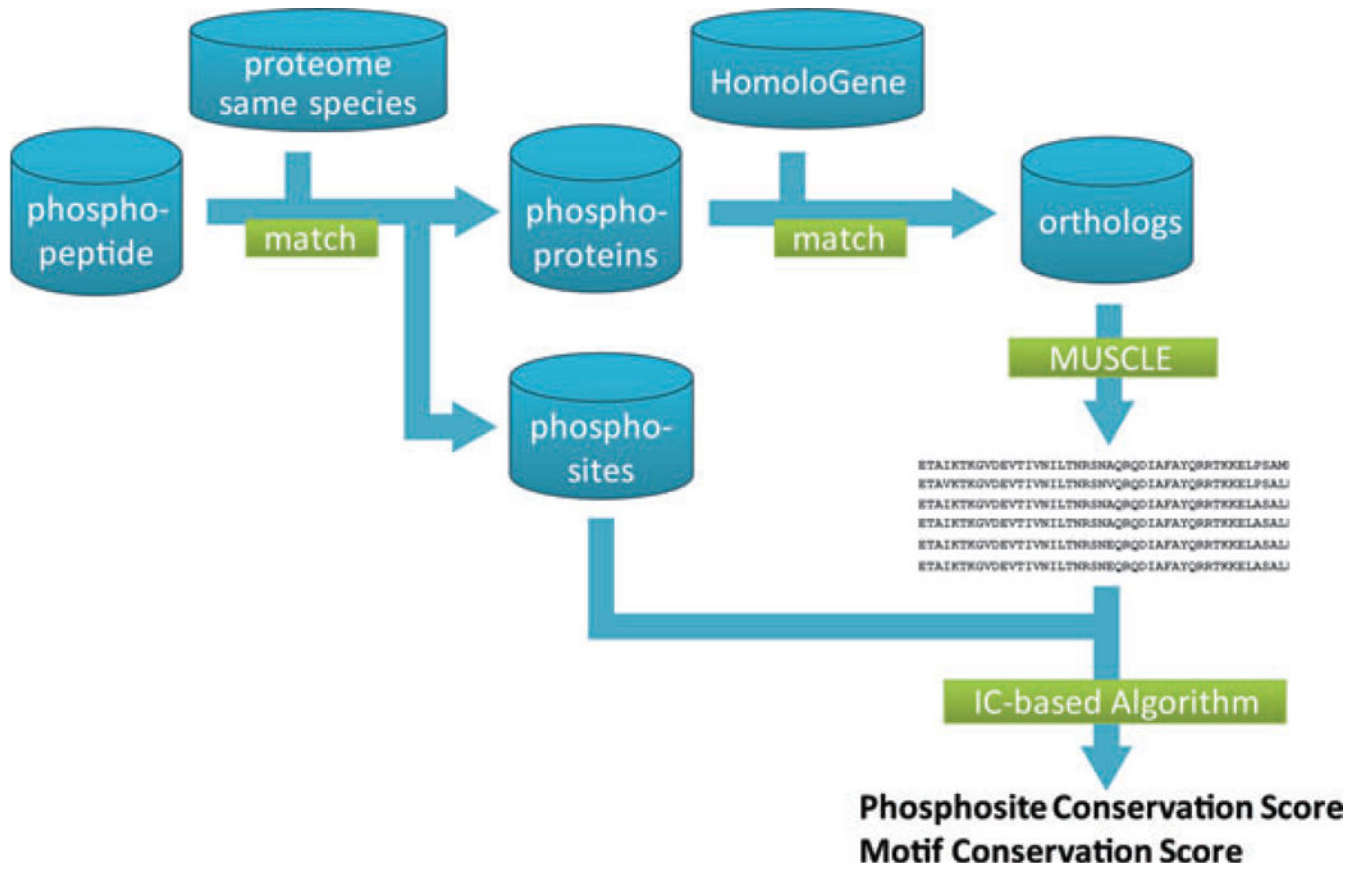 proteome
same species
HomoloGene
phospho-
peptide
match
phospho-
proteins
match
orthologs
MUSCLE
phospho-
sites
ETAIKTKGVDEVTIVNILTNRSNAQRQDIAFAYQRRTKKELPSAM
ETAVKTKGVDEVTIVNILTNRSNVQRQDIAFAYQRRTKKELPSAL
ETAIKTKGVDEVTIVNILTNRSNAQRQDIAFAYQRRTKKELASAL
ETAIKTKGVDEVTIVNILTNRSNAQRQDIAFAYQRRTKKELASAL
ETAIKTKGVDEVTIVNILTNRSNEQRQDIAFAYQRRTKKELASAL
ETAIKTKGVDEVTIVNILTNRSNEQRQDIAFAYQRRTKKELASAL
IC-based Algorithm
Phosphosite Conservation Score
Motif Conservation Score